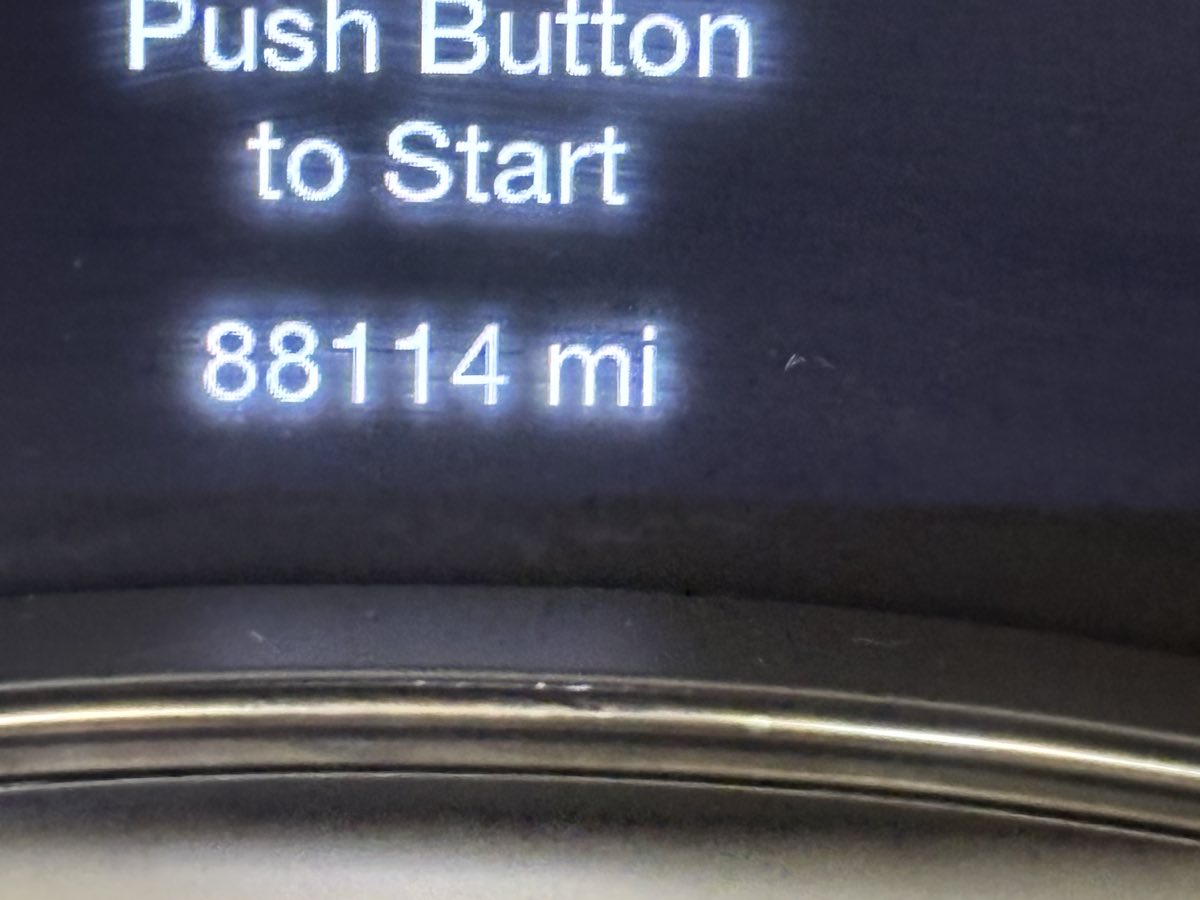 Push Button
to Start
88114 mi